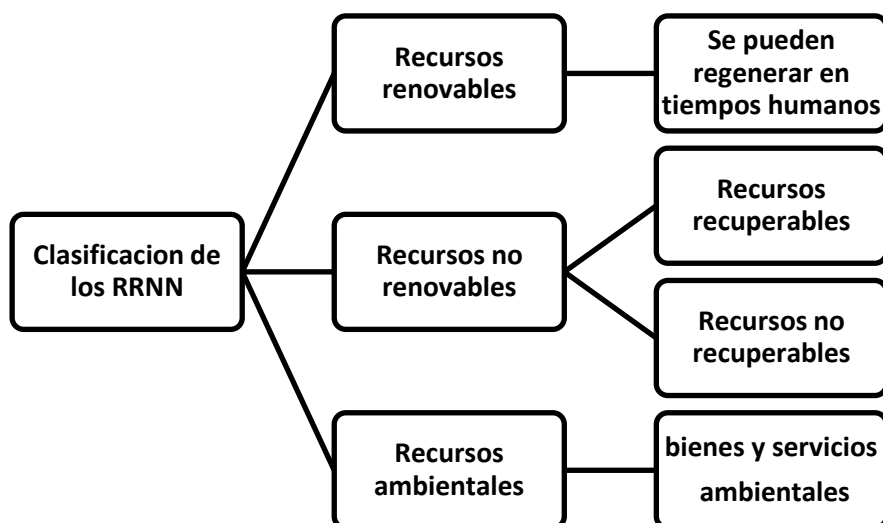 Clasificacion de
los RRNN
Recursos
renovables
Se pueden
regenerar en
tiempos humanos
Recursos no
renovables
Recursos
recuperables
Recursos no
recuperables
Recursos
ambientales
bienes y servicios
ambientales